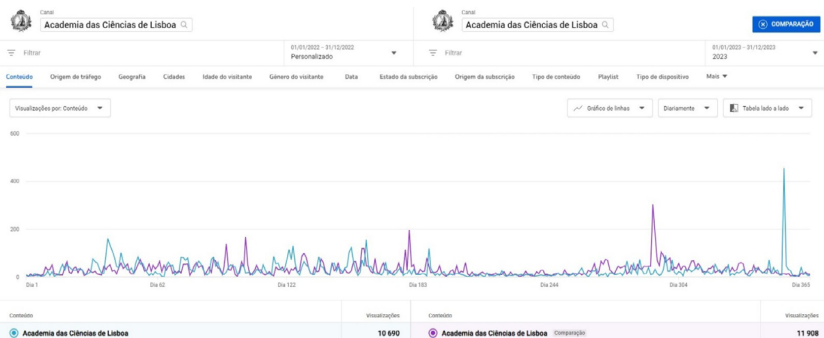 Canal
Academia das Ciências de Lisboa
Canal
Academia das Ciências de Lisboa
COMPARAÇÃO
Filtrar
01/01/2022 - 31/12/2022
Personalizado
Filtrar
01/01/2023 - 31/12/2023
2023
Conteúdo Origem de tráfego Geografia Cidades Idade do visitante Género do visitante Data Estado da subscrição Origem da subscrição Tipo de conteúdo Playlist Tipo de dispositivo Mais
Visualizações por: Conteúdo
Gráfico de linhas
Diariamente
Tabela lado a lado
600
400
200
0
Dia 1 Dia 62 Dia 122 Dia 183 Dia 244 Dia 304 Dia 365
Conteúdo Visualizações Conteúdo Visualizações
Academia das Ciências de Lisboa 10 690 Academia das Ciências de Lisboa Comparação 11 908